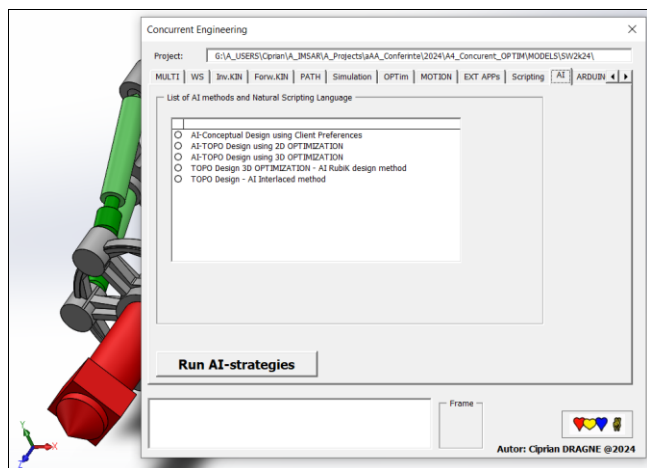 Concurrent Engineering
Project: G:\A_USERS\Ciprian\A_IMSAR\A_Projects\aAA_Conferinte\2024\A4_Concurent_OPTIM\MODELS\SW2k24\
MULTI WS Inv.KIN Forw.KIN PATH Simulation OPTim MOTION EXT APPs Scripting AI ARDUIN
List of AI methods and Natural Scripting Language
AI-Conceptual Design using Client Preferences
AI-TOPO Design using 2D OPTIMIZATION
AI-TOPO Design using 3D OPTIMIZATION
TOPO Design 3D OPTIMIZATION - AI RubiK design method
TOPO Design - AI Interlaced method
Run AI-strategies
Frame
Y
X
Z
Autor: Ciprian DRAGNE @2024